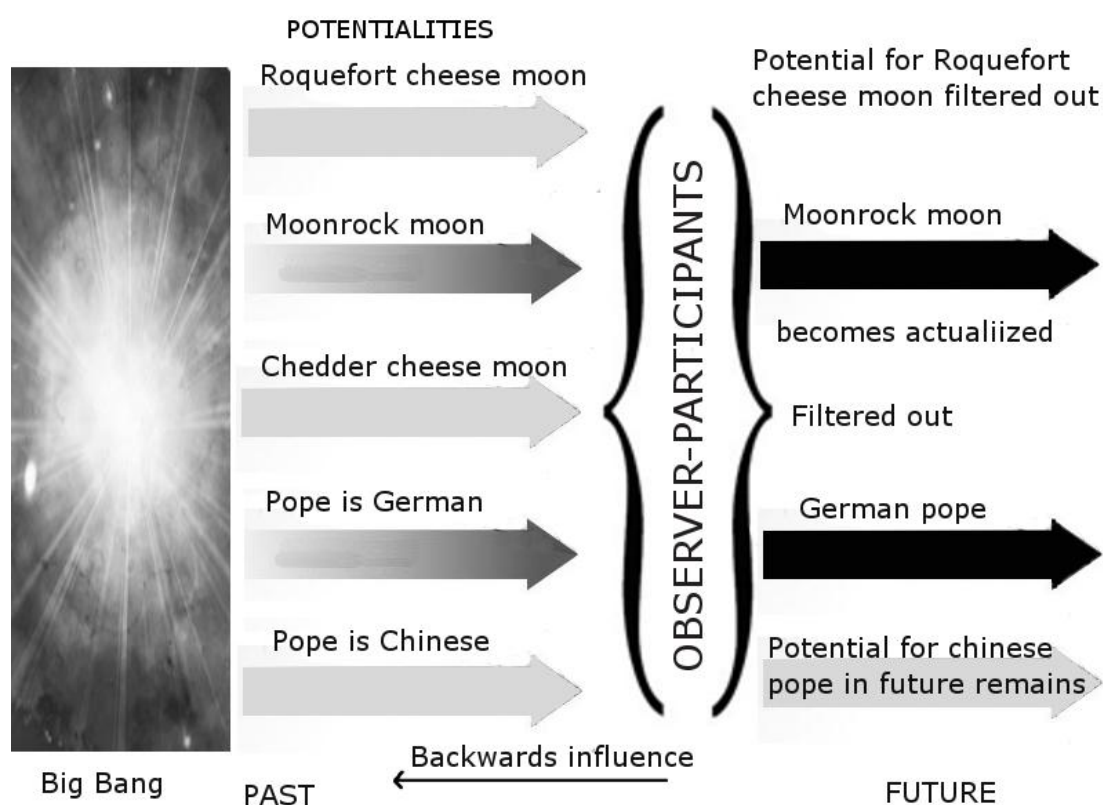 POTENTIALITIES
Roquefort cheese moon
Potential for Roquefort
cheese moon filtered out
Moonrock moon
Moonrock moon
becomes actualiized
Chedder cheese moon
Filtered out
OBSERVER-PARTICIPANTS
Pope is German
German pope
Pope is Chinese
Potential for chinese
pope in future remains
Backwards influence
Big Bang
PAST
FUTURE